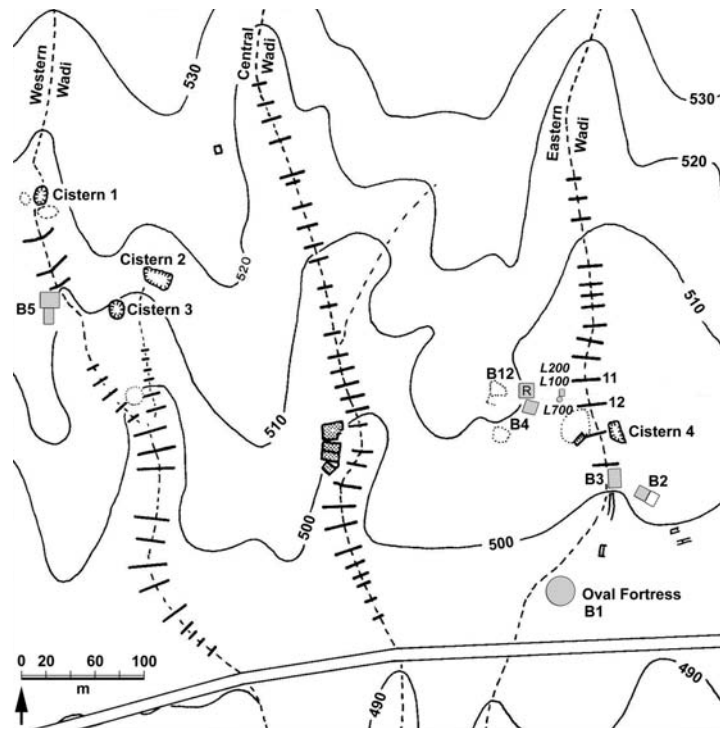 530
Western
Wadi
Central
Wadi
Eastern
Wadi
530
520
Cistern 1
Cistern 2
520
B5
Cistern 3
510
L200
L100
11
B12
R
12
L700
B4
Cistern 4
510
B3
B2
500
500
Oval Fortress
B1
0 20 60 100
m
490
490